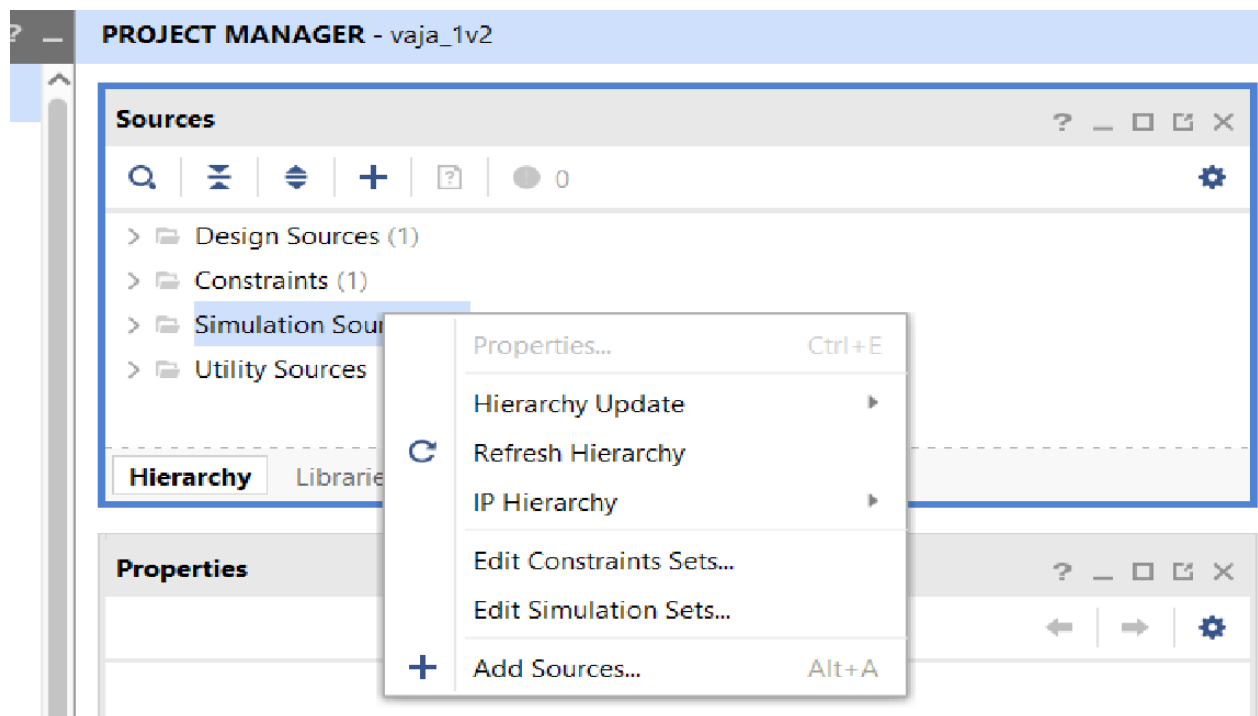 PROJECT MANAGER - vaja_1v2
Sources
0
Design Sources (1)
Constraints (1)
Simulation Sour
Utility Sources
Properties... Ctrl+E
Hierarchy Update
Refresh Hierarchy
IP Hierarchy
Edit Constraints Sets...
Edit Simulation Sets...
Add Sources... Alt+A
Hierarchy Librarie
Properties